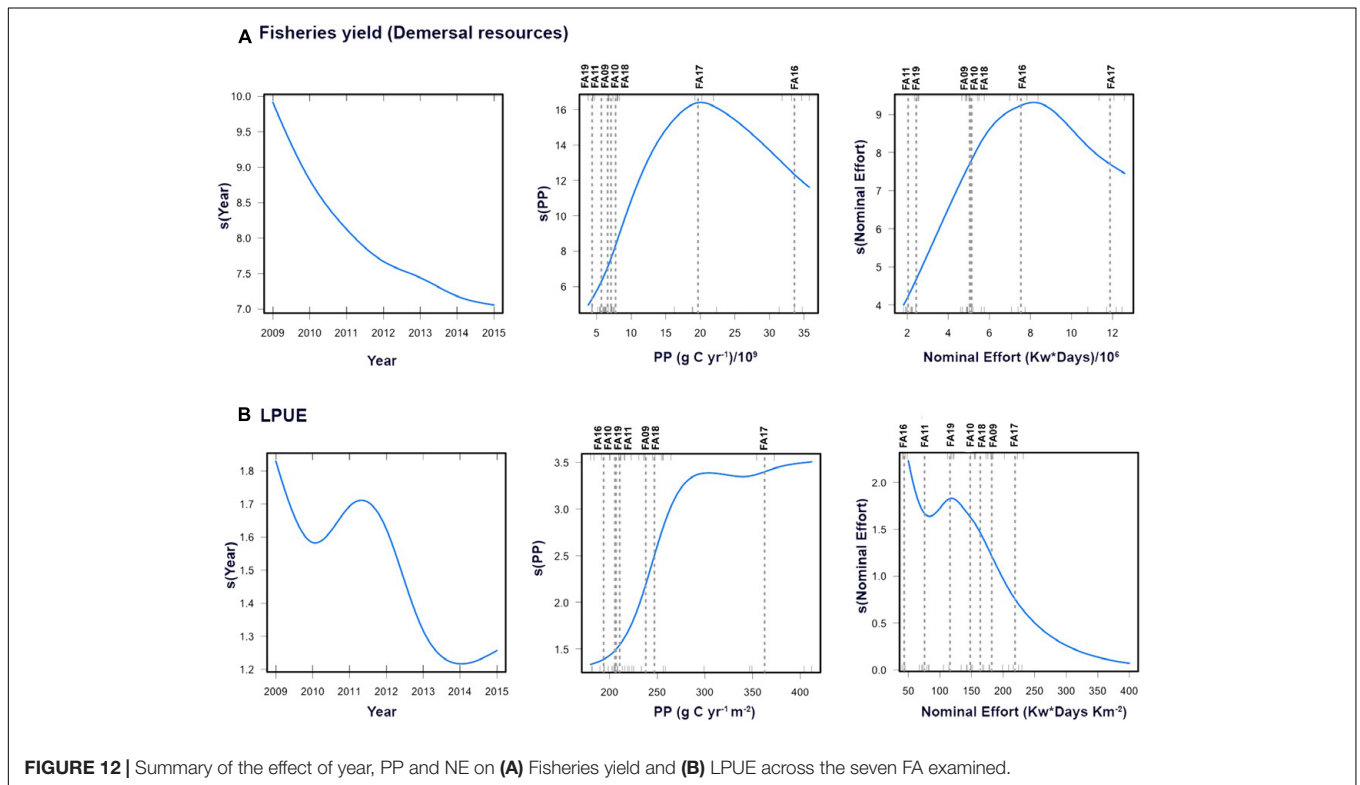 A Fisheries yield (Demersal resources)
FA19 FA11 FA09 FA10 FA18 FA17 FA16
FA11 FA19 FA09 FA10 FA18 FA16 FA17
s(Year)
10.0
9.5
9.0
8.5
8.0
7.5
7.0
2009 2010 2011 2012 2013 2014 2015
Year
s(PP)
16
14
12
10
8
6
5 10 15 20 25 30 35
PP (g C yr⁻¹)/10⁹
s(Nominal Effort)
9
8
7
6
5
4
2 4 6 8 10 12
Nominal Effort (Kw*Days)/10⁶
B LPUE
FA16 FA10 FA19 FA11 FA09 FA18 FA17
FA16 FA11 FA19 FA10 FA18 FA09 FA17
s(Year)
1.8
1.7
1.6
1.5
1.4
1.3
1.2
2009 2010 2011 2012 2013 2014 2015
Year
s(PP)
3.5
3.0
2.5
2.0
1.5
200 250 300 350 400
PP (g C yr⁻¹ m⁻²)
s(Nominal Effort)
2.0
1.5
1.0
0.5
0.0
50 100 150 200 250 300 350 400
Nominal Effort (Kw*Days Km⁻²)
FIGURE 12 | Summary of the effect of year, PP and NE on (A) Fisheries yield and (B) LPUE across the seven FA examined.